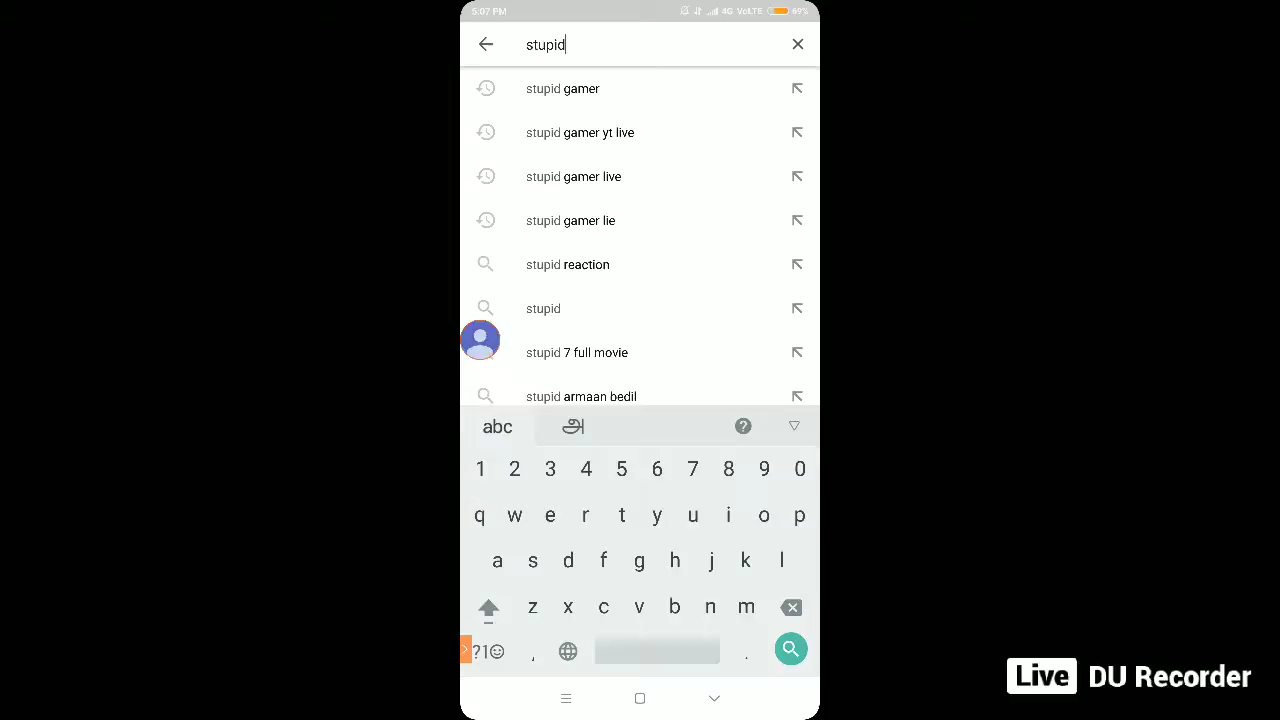 5:07 PM 4G VoLTE 69%
stupid
stupid gamer
stupid gamer yt live
stupid gamer live
stupid gamer lie
stupid reaction
stupid
stupid 7 full movie
stupid armaan bedil
abc அ ?
1 2 3 4 5 6 7 8 9 0
q w e r t y u i o p
a s d f g h j k l
z x c v b n m
?1☺ , .
Live DU Recorder